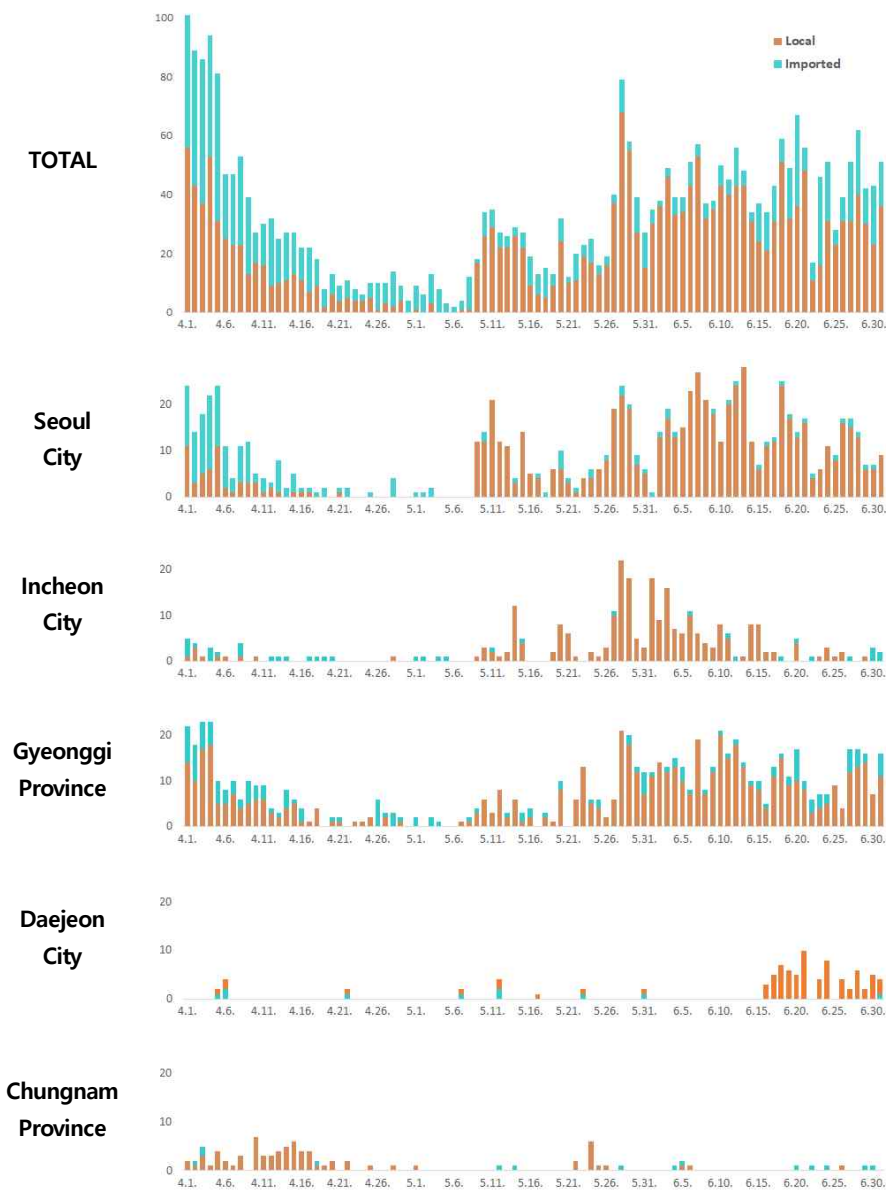 Local
Imported
TOTAL
100
80
60
40
20
0
4.1. 4.6. 4.11. 4.16. 4.21. 4.26. 5.1. 5.6. 5.11. 5.16. 5.21. 5.26. 5.31. 6.5. 6.10. 6.15. 6.20. 6.25. 6.30.
Seoul
City
20
10
0
4.1. 4.6. 4.11. 4.16. 4.21. 4.26. 5.1. 5.6. 5.11. 5.16. 5.21. 5.26. 5.31. 6.5. 6.10. 6.15. 6.20. 6.25. 6.30.
Incheon
City
20
10
0
4.1. 4.6. 4.11. 4.16. 4.21. 4.26. 5.1. 5.6. 5.11. 5.16. 5.21. 5.26. 5.31. 6.5. 6.10. 6.15. 6.20. 6.25. 6.30.
Gyeonggi
Province
20
10
0
4.1. 4.6. 4.11. 4.16. 4.21. 4.26. 5.1. 5.6. 5.11. 5.16. 5.21. 5.26. 5.31. 6.5. 6.10. 6.15. 6.20. 6.25. 6.30.
Daejeon
City
20
10
0
4.1. 4.6. 4.11. 4.16. 4.21. 4.26. 5.1. 5.6. 5.11. 5.16. 5.21. 5.26. 5.31. 6.5. 6.10. 6.15. 6.20. 6.25. 6.30.
Chungnam
Province
20
10
0
4.1. 4.6. 4.11. 4.16. 4.21. 4.26. 5.1. 5.6. 5.11. 5.16. 5.21. 5.26. 5.31. 6.5. 6.10. 6.15. 6.20. 6.25. 6.30.